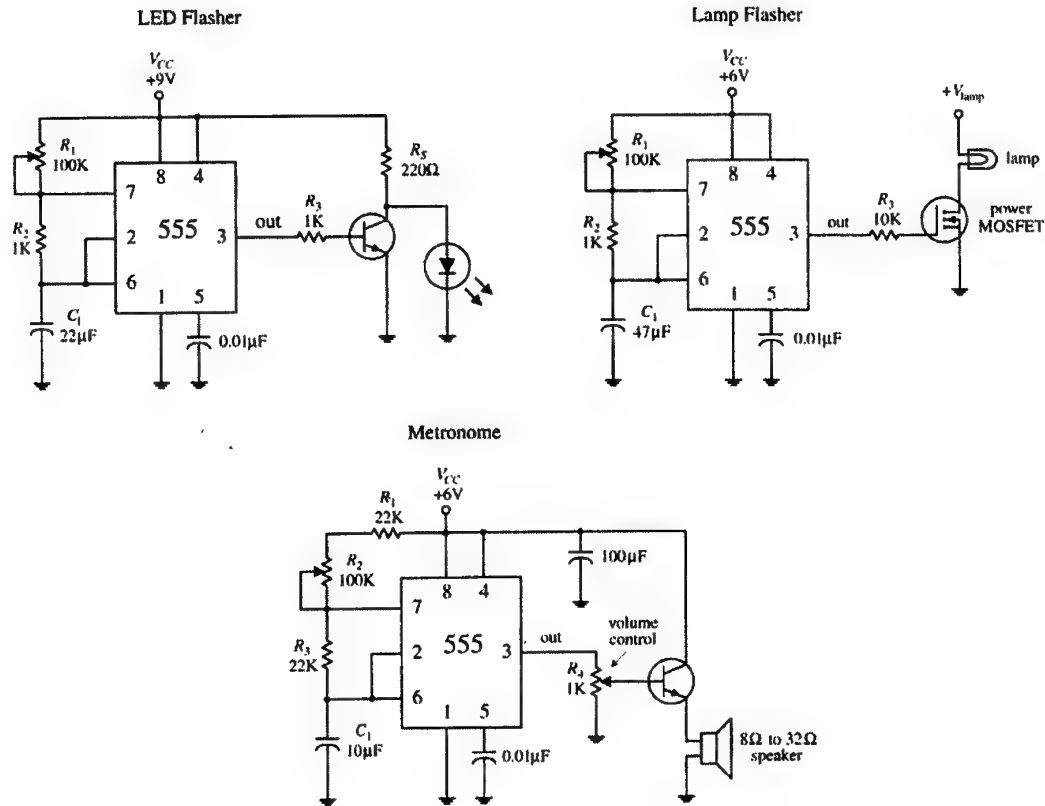 LED Flasher
V_CC
+9V
R_1
100K
R_2
1K
C_1
22μF
8
4
7
2
6
555
3
1
5
0.01μF
out
R_3
1K
R_S
220Ω
Lamp Flasher
V_CC
+6V
R_1
100K
R_2
1K
C_1
47μF
8
4
7
2
6
555
3
1
5
0.01μF
out
R_3
10K
+V_lamp
lamp
power
MOSFET
Metronome
V_CC
+6V
R_1
22K
R_2
100K
R_3
22K
C_1
10μF
8
4
7
2
6
555
3
1
5
0.01μF
100μF
out
volume
control
R_4
1K
8Ω to 32Ω
speaker